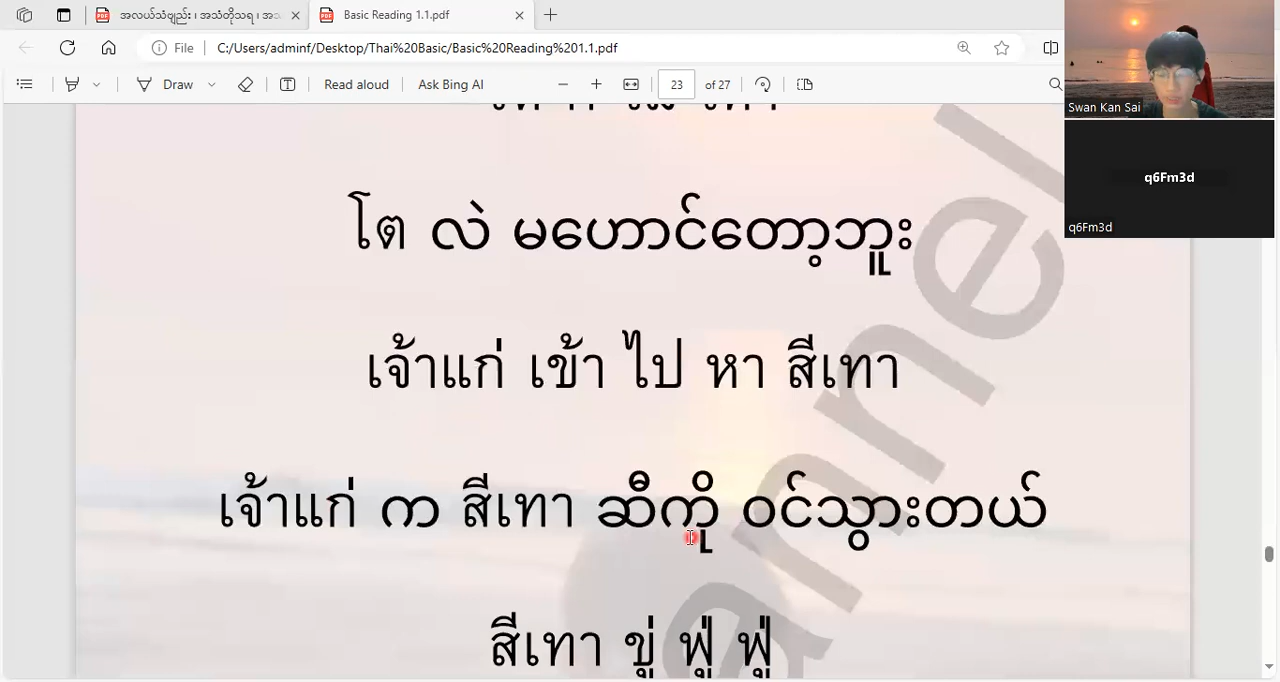 အလယ်သံဗျည်း ၊ အသံတိုသရ ၊
Basic Reading 1.1.pdf
File
C:/Users/adminf/Desktop/Thai%20Basic/Basic%20Reading%201.1.pdf
Draw
Read aloud
Ask Bing AI
23 of 27
Swan Kan Sai
q6Fm3d
q6Fm3d
โต လဲ မဟောင်တော့ဘူး
เจ้าแก่ เข้า ไป หา สีเทา
เจ้าแก่ က สีเทา ဆီကို ဝင်သွားတယ်
สีเทา ขู่ ฟู่ ฟู่
annel